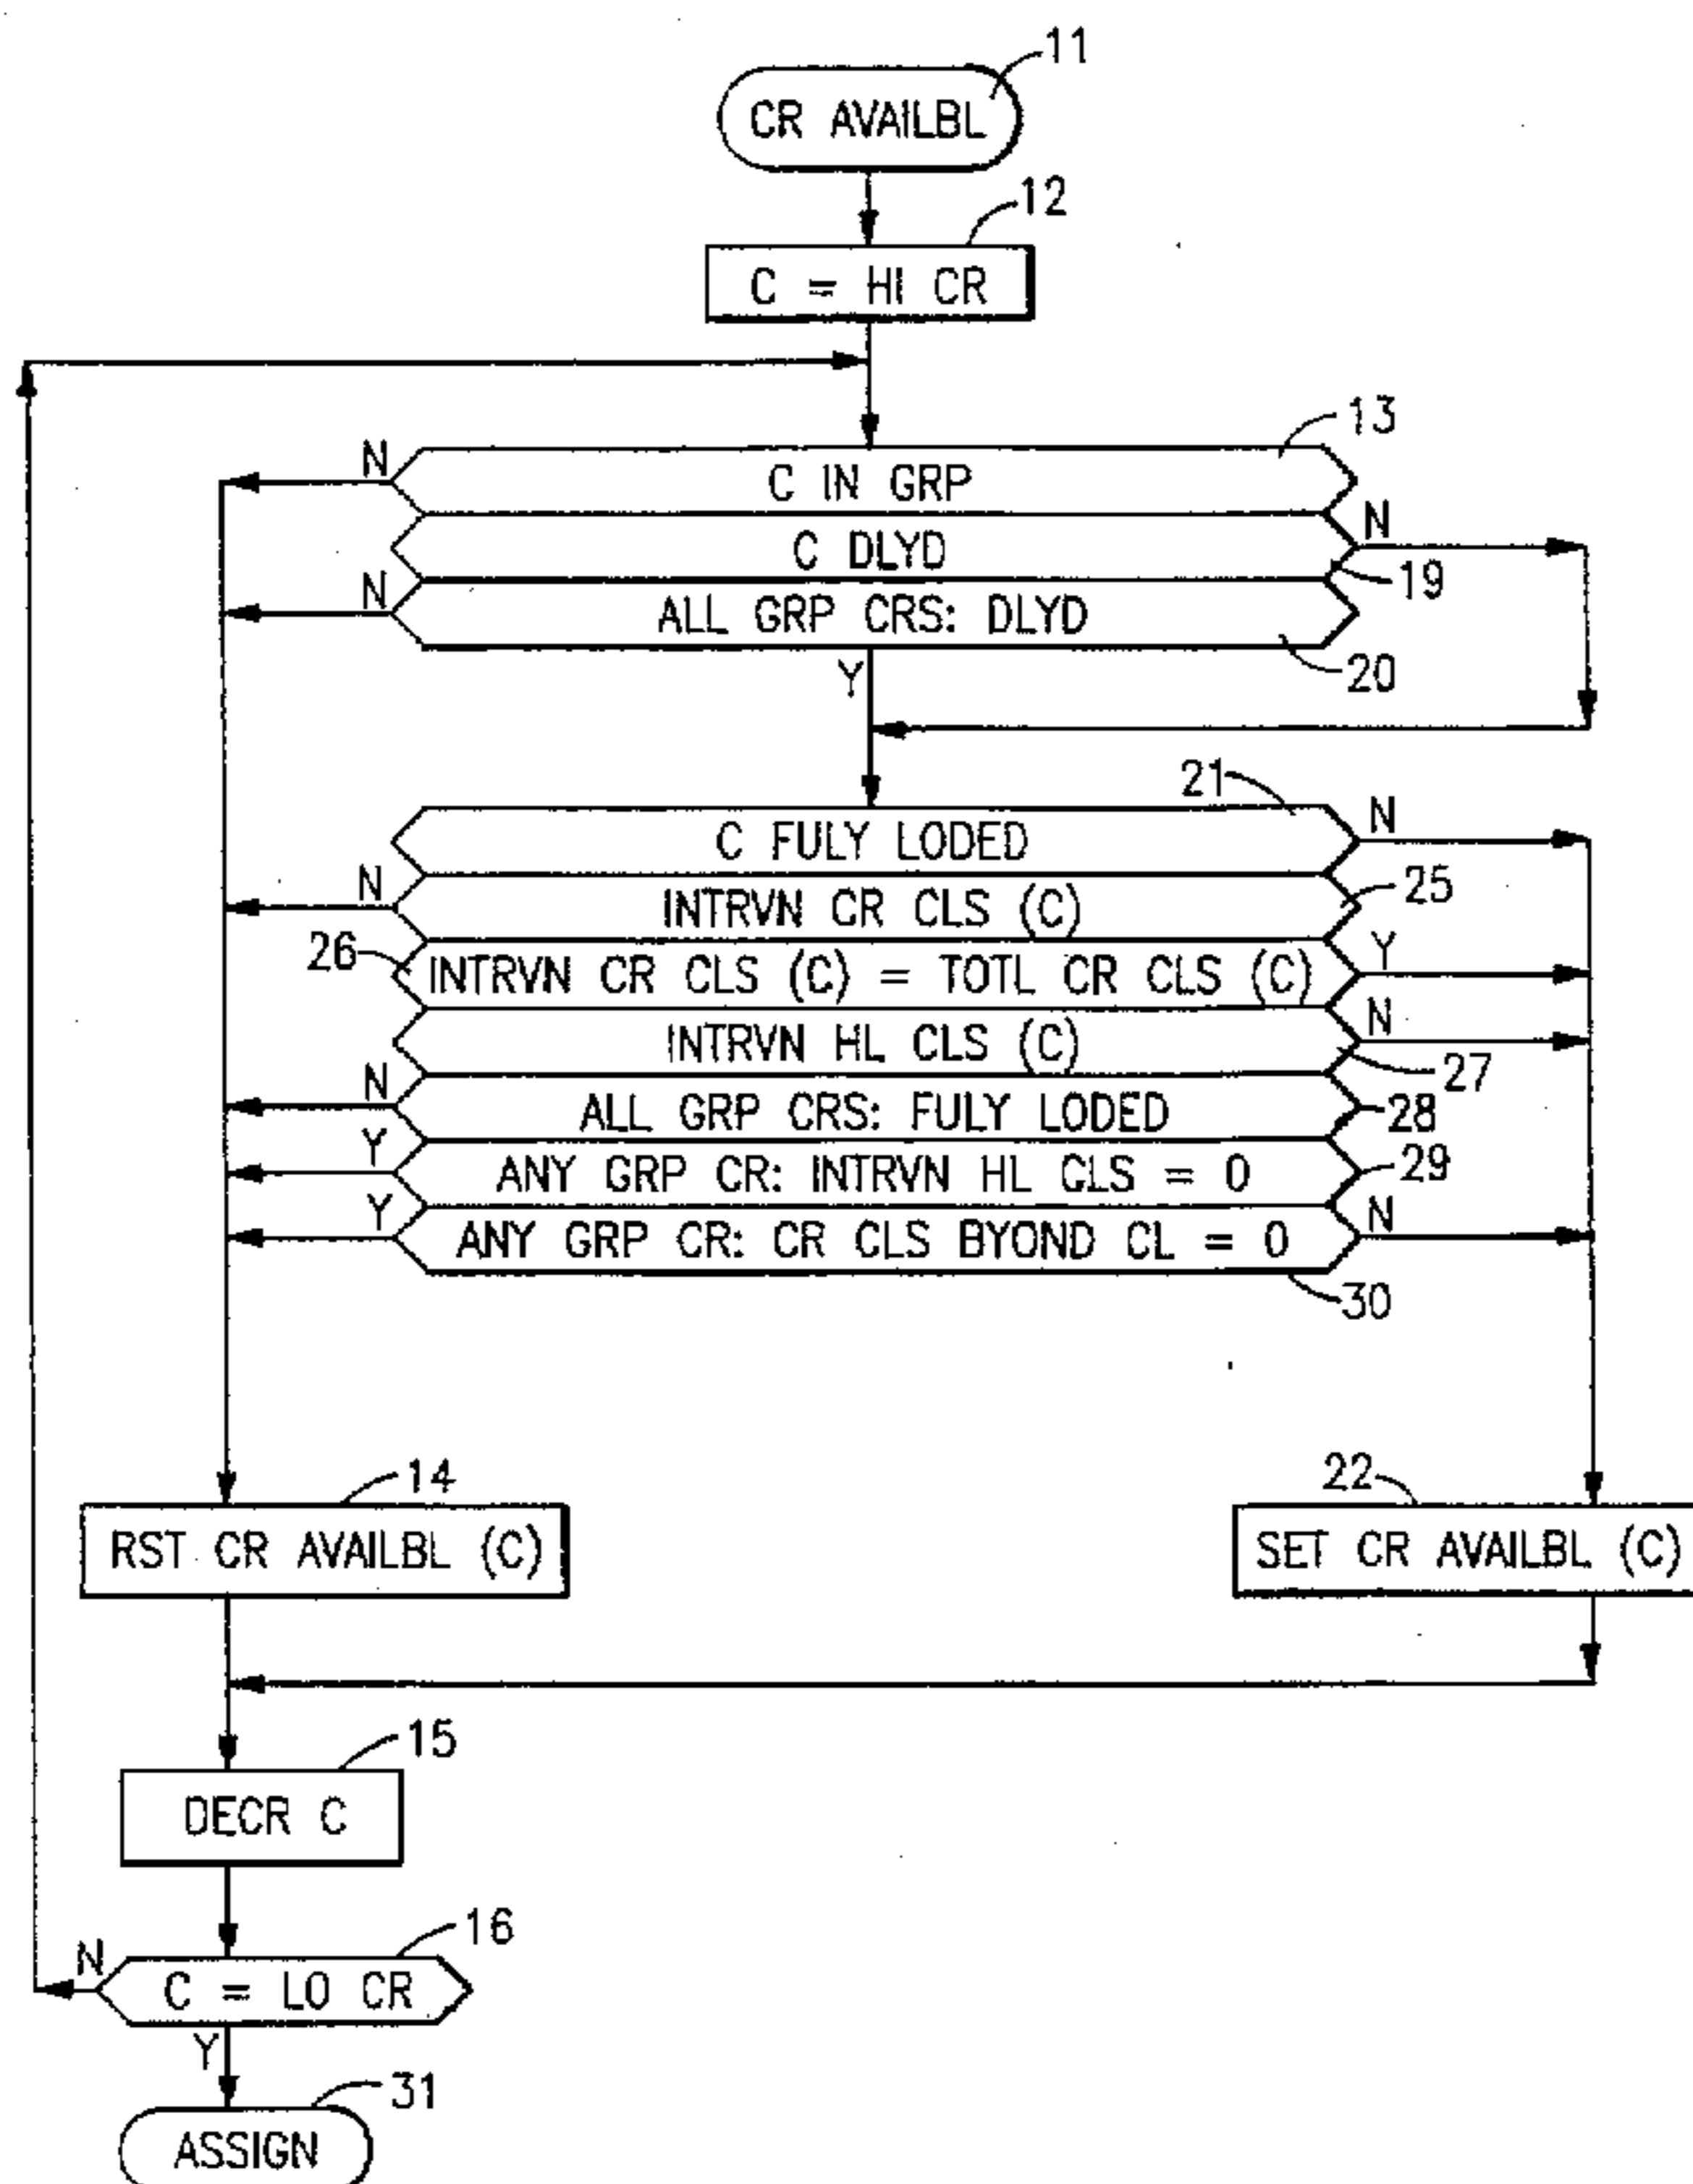 11
CR AVAILBL
12
C = HI CR
13
N
C IN GRP
N
C DLYD
19
N
ALL GRP CRS: DLYD
20
Y
21
C FULY LODED
N
N
INTRVN CR CLS (C)
25
26
INTRVN CR CLS (C) = TOTL CR CLS (C)
Y
INTRVN HL CLS (C)
N
27
N
ALL GRP CRS: FULY LODED
28
Y
ANY GRP CR: INTRVN HL CLS = 0
29
Y
ANY GRP CR: CR CLS BYOND CL = 0
N
30
14
RST CR AVAILBL (C)
22
SET CR AVAILBL (C)
15
DECR C
16
N
C = LO CR
Y
31
ASSIGN